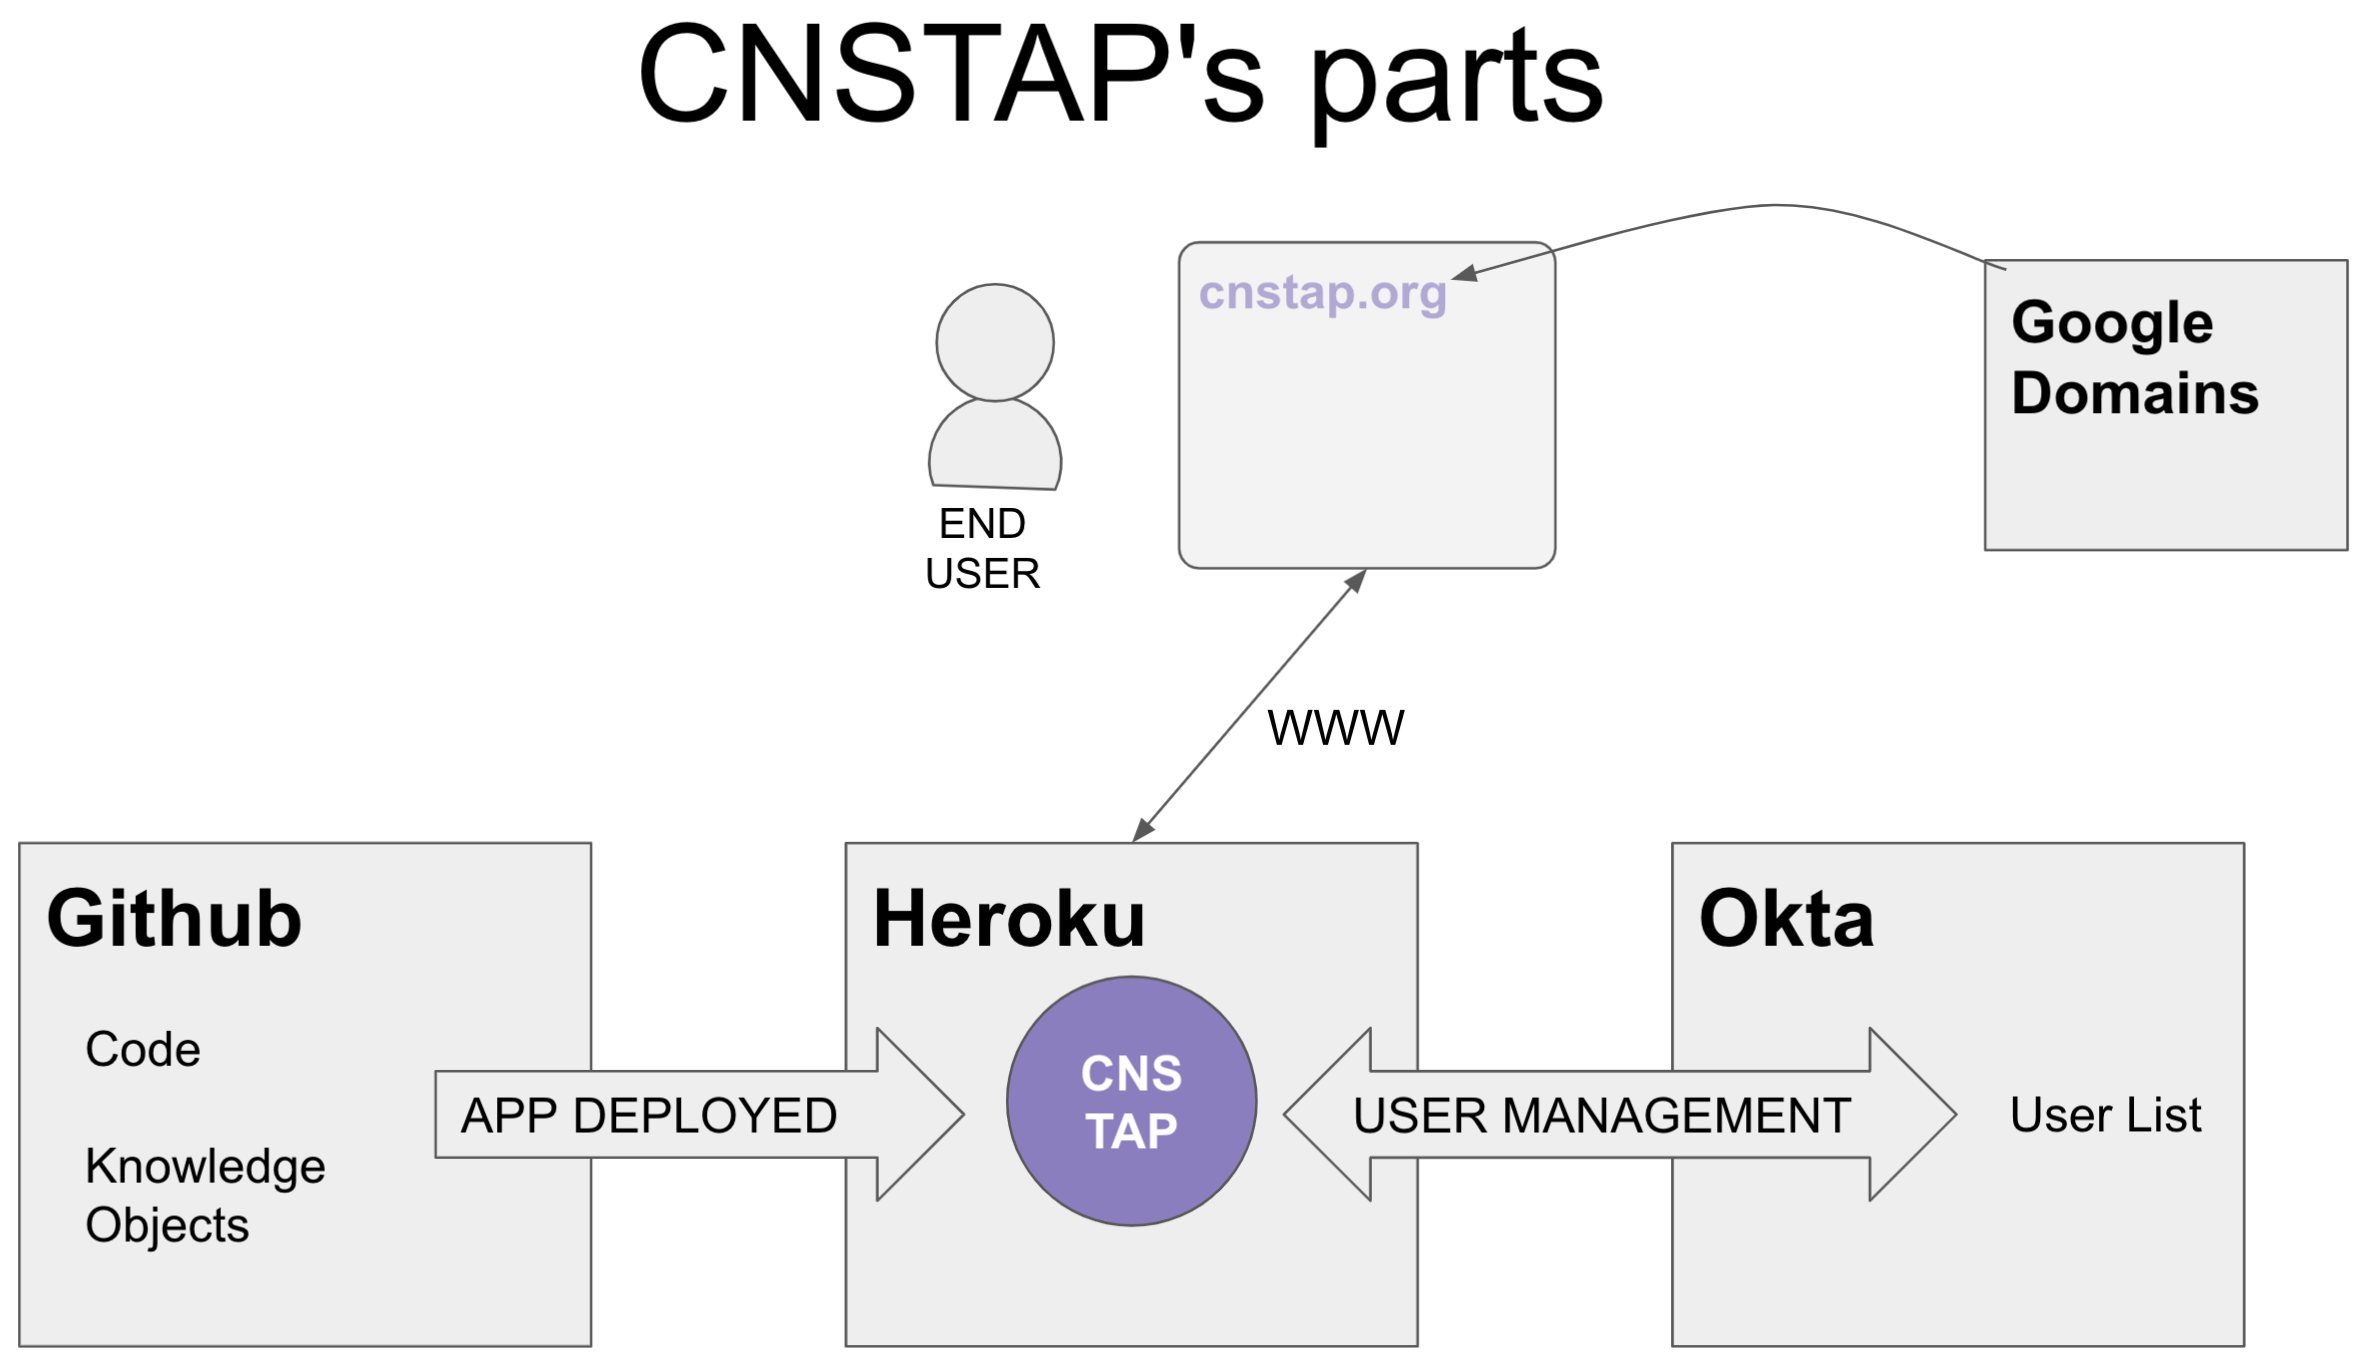 CNSTAP's parts
cnstap.org
Google
Domains
END
USER
WWW
Github
Code
Knowledge
Objects
APP DEPLOYED
Heroku
CNS
TAP
USER MANAGEMENT
Okta
User List